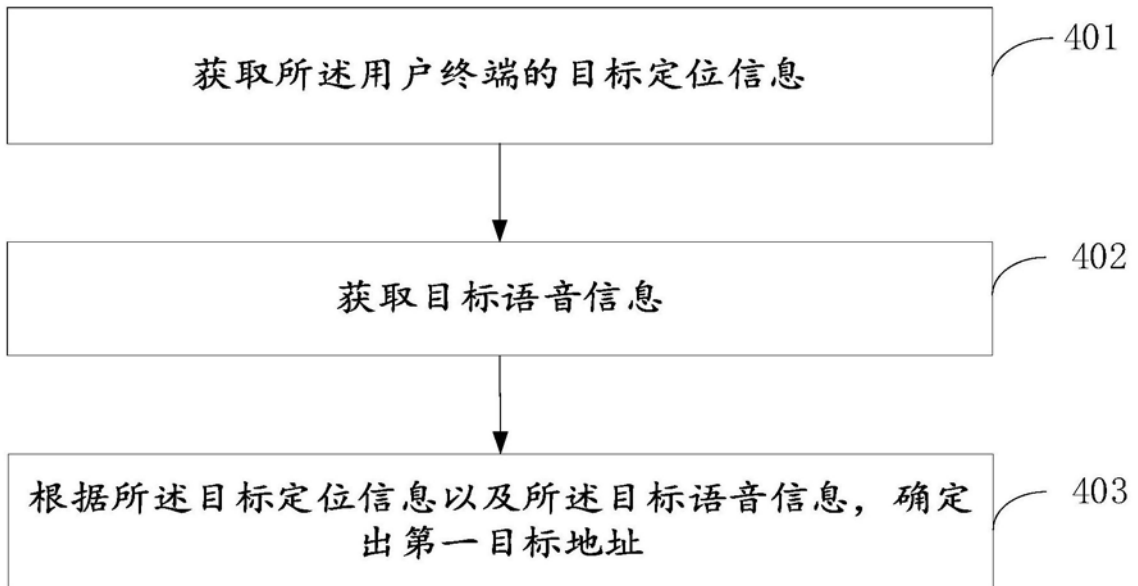 获取所述用户终端的目标定位信息
401
获取目标语音信息
402
根据所述目标定位信息以及所述目标语音信息，确定
出第一目标地址
403